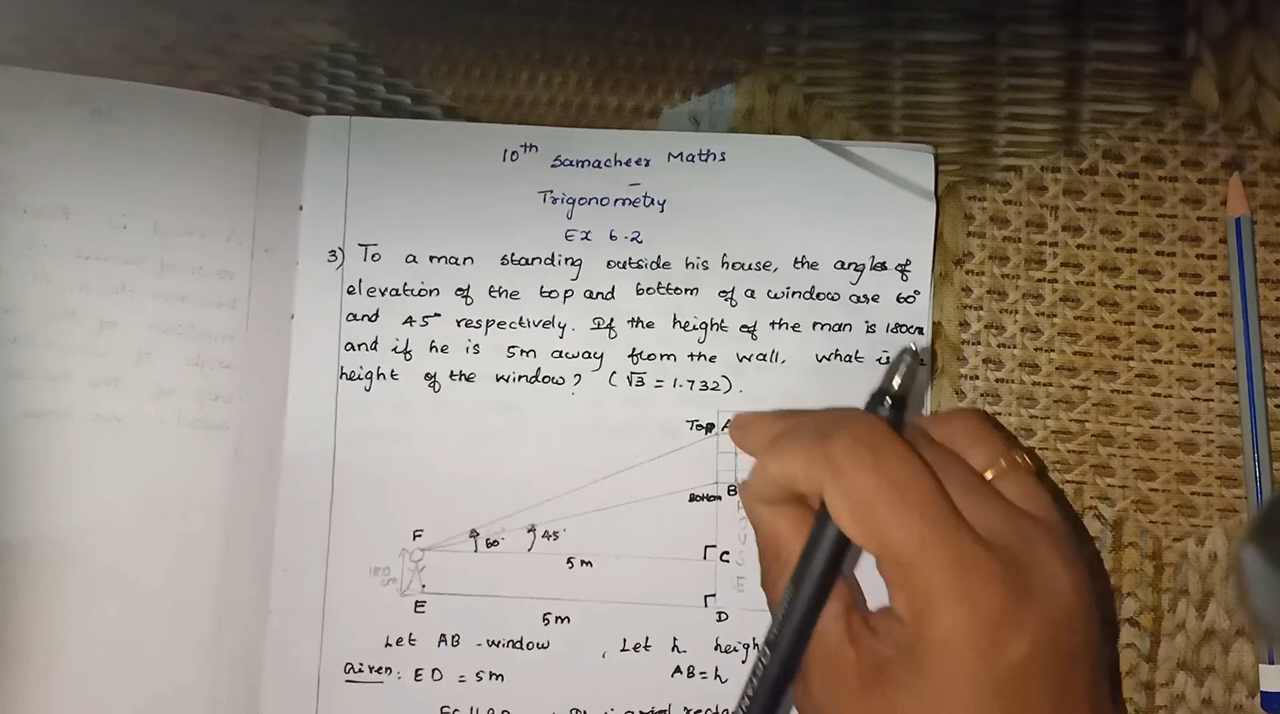 10th Samacheer Maths
Trigonometry
Ex 6.2
3) To a man standing outside his house, the angles of
elevation of the top and bottom of a window are 60°
and 45° respectively. If the height of the man is 180cm
and if he is 5m away from the wall, what is
height of the window? (√3 = 1.732).
Top A
Bottom B
F
60° 45°
5m C
180 cm
HOUSE
E
5m D
Let AB - window , Let h heigh
Given: ED = 5m AB = h